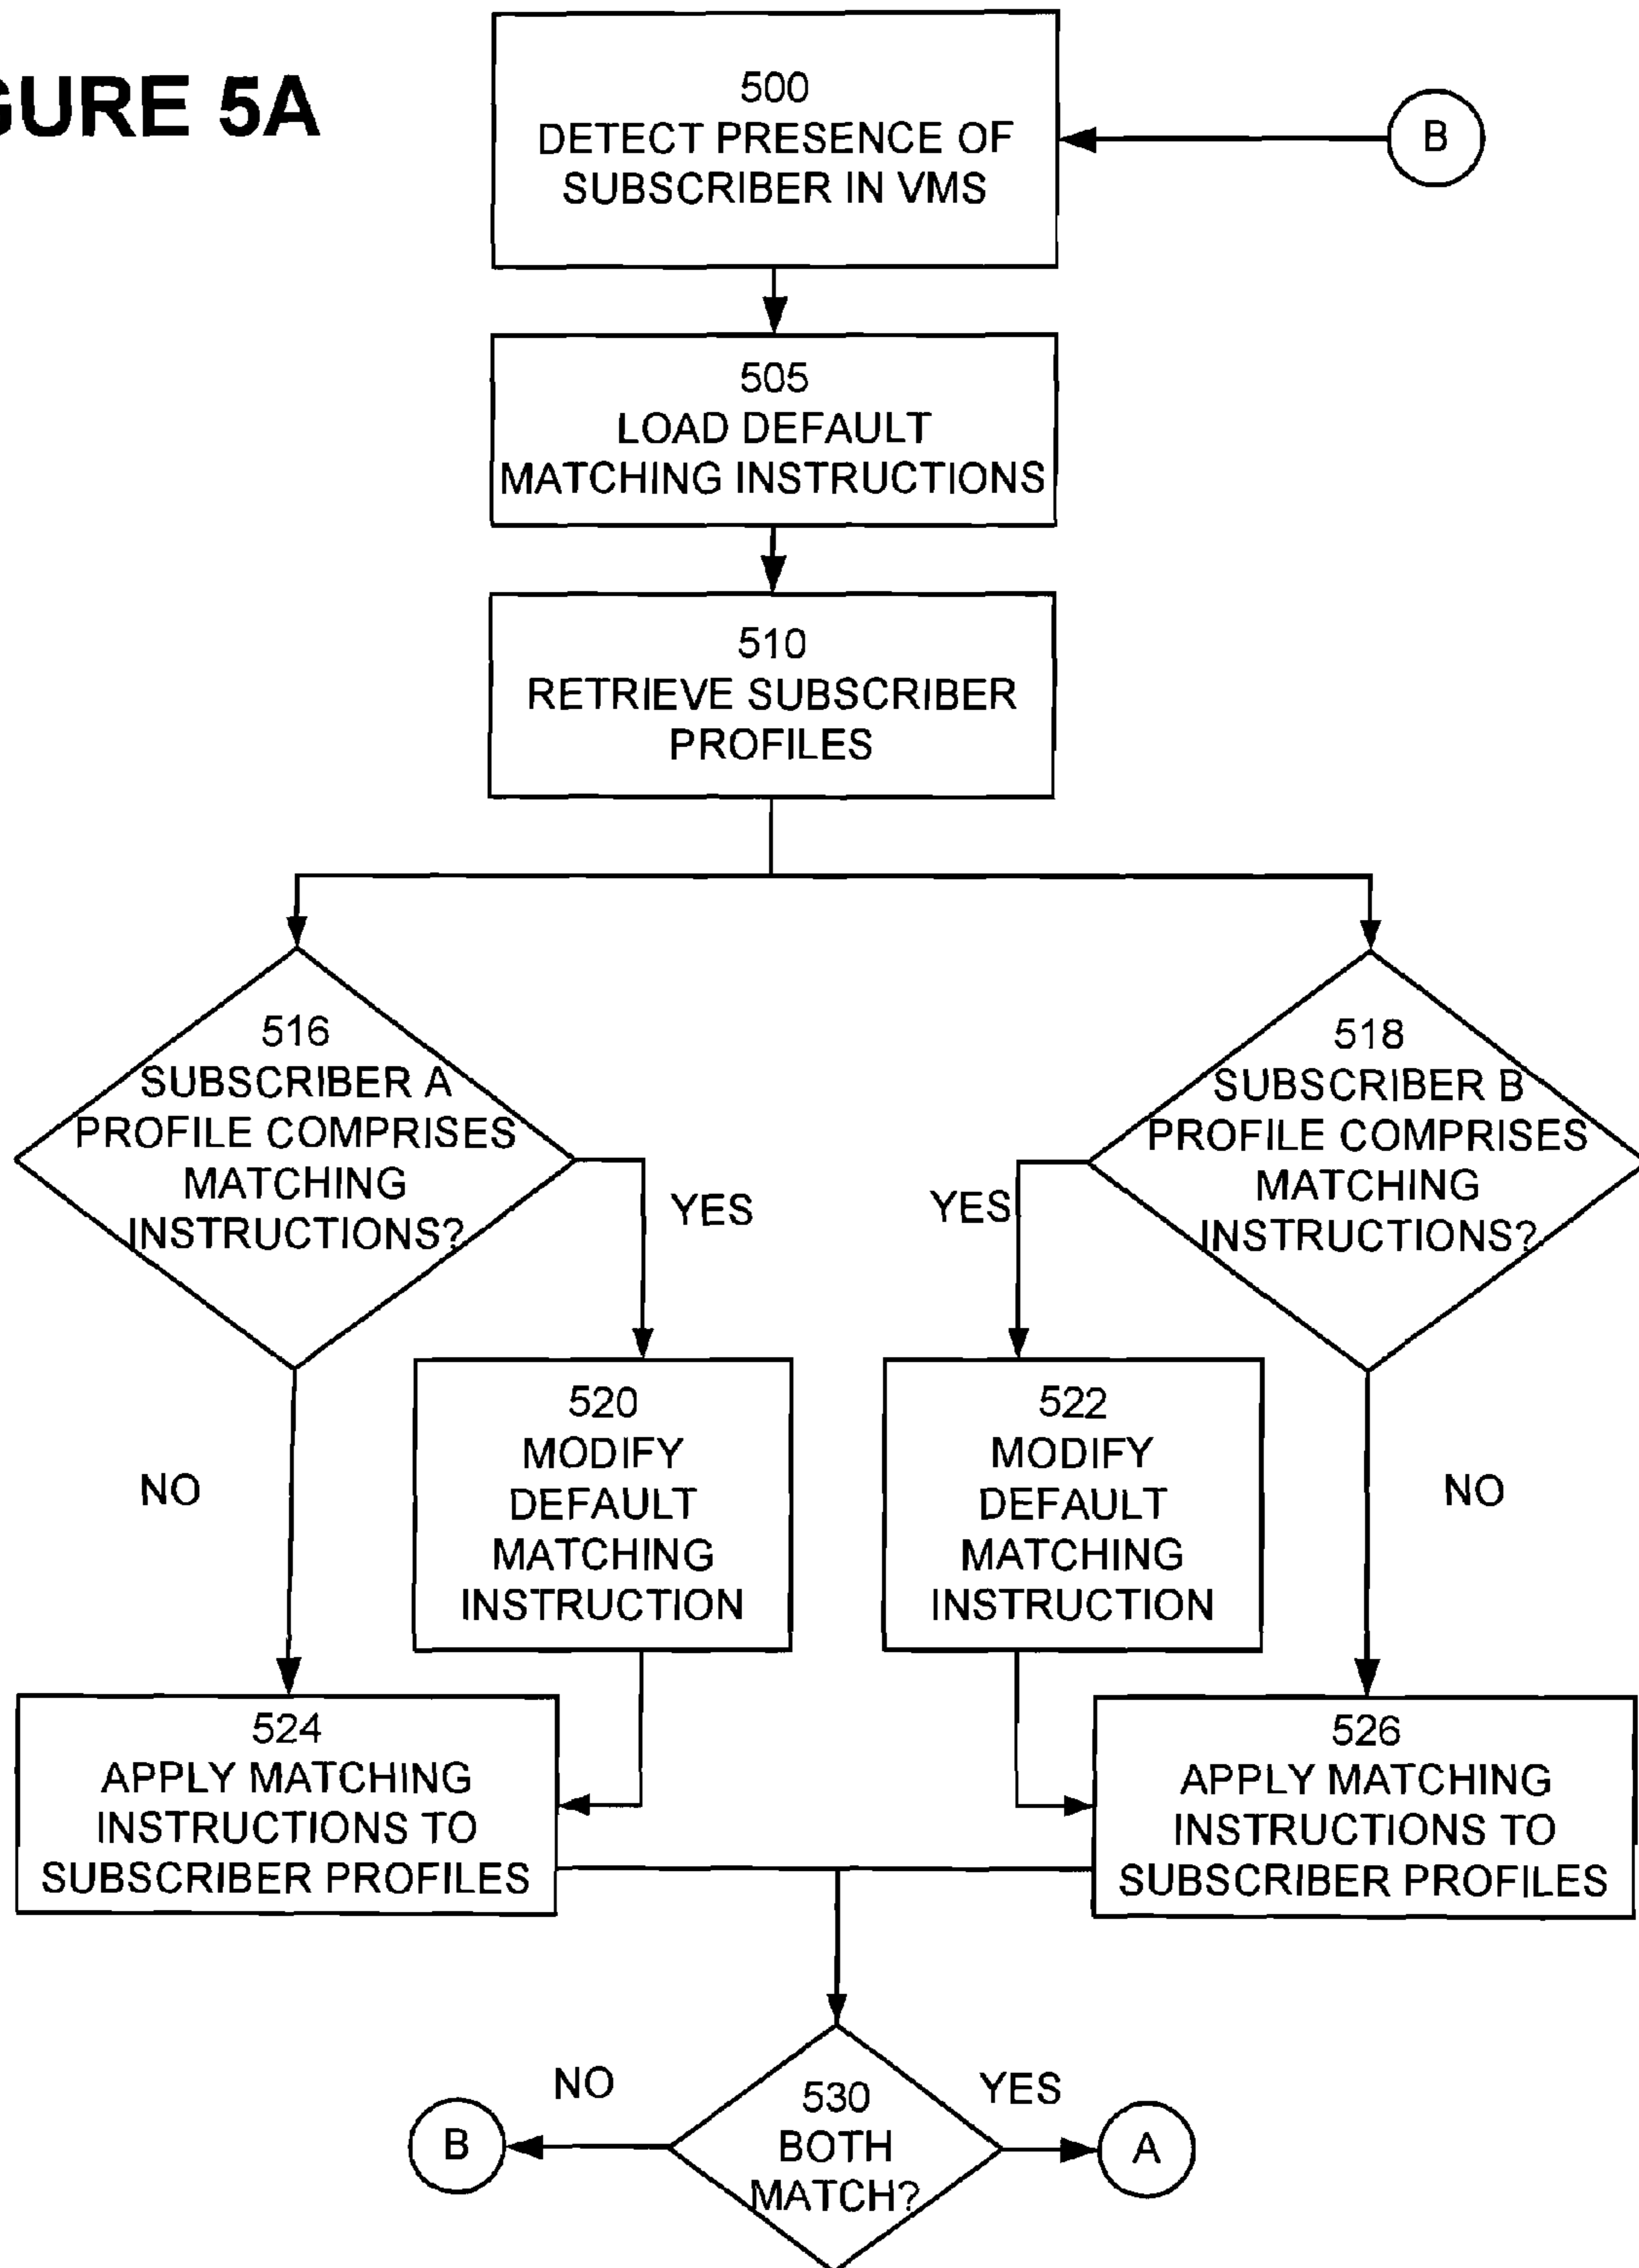 GURE 5A
500
DETECT PRESENCE OF
SUBSCRIBER IN VMS
B
505
LOAD DEFAULT
MATCHING INSTRUCTIONS
510
RETRIEVE SUBSCRIBER
PROFILES
516
SUBSCRIBER A
PROFILE COMPRISES
MATCHING
INSTRUCTIONS?
518
SUBSCRIBER B
PROFILE COMPRISES
MATCHING
INSTRUCTIONS?
YES
YES
520
MODIFY
DEFAULT
MATCHING
INSTRUCTION
522
MODIFY
DEFAULT
MATCHING
INSTRUCTION
NO
NO
524
APPLY MATCHING
INSTRUCTIONS TO
SUBSCRIBER PROFILES
526
APPLY MATCHING
INSTRUCTIONS TO
SUBSCRIBER PROFILES
NO
YES
530
BOTH
MATCH?
B
A